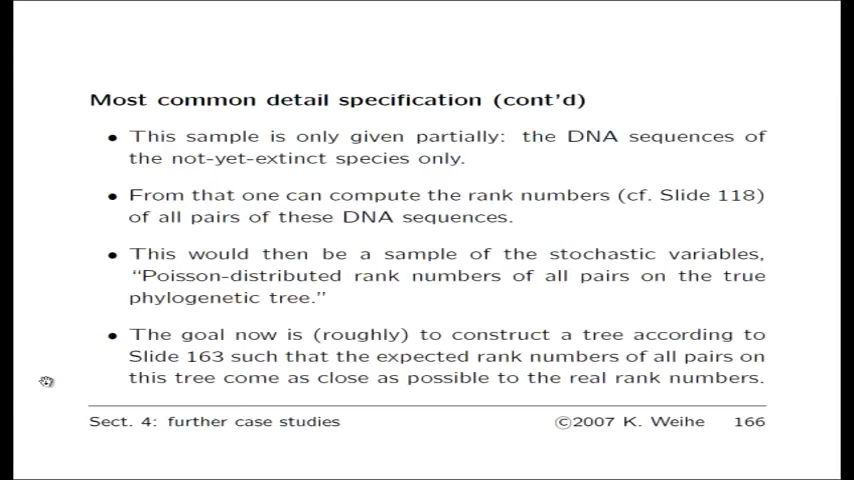 Most common detail specification (cont'd)
• This sample is only given partially: the DNA sequences of
the not-yet-extinct species only.
• From that one can compute the rank numbers (cf. Slide 118)
of all pairs of these DNA sequences.
• This would then be a sample of the stochastic variables,
“Poisson-distributed rank numbers of all pairs on the true
phylogenetic tree.”
• The goal now is (roughly) to construct a tree according to
Slide 163 such that the expected rank numbers of all pairs on
this tree come as close as possible to the real rank numbers.
Sect. 4: further case studies ©2007 K. Weihe 166